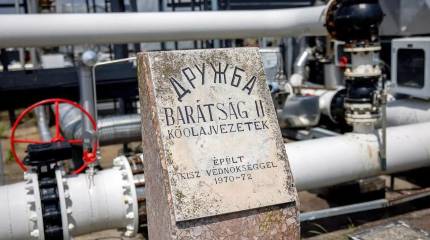 ДРУЖБА
BARÁTSÁG II
KŐOLAJVEZETÉK
ÉPÜLT
KISZ VÉDNÖKSÉGGEL
1970-72